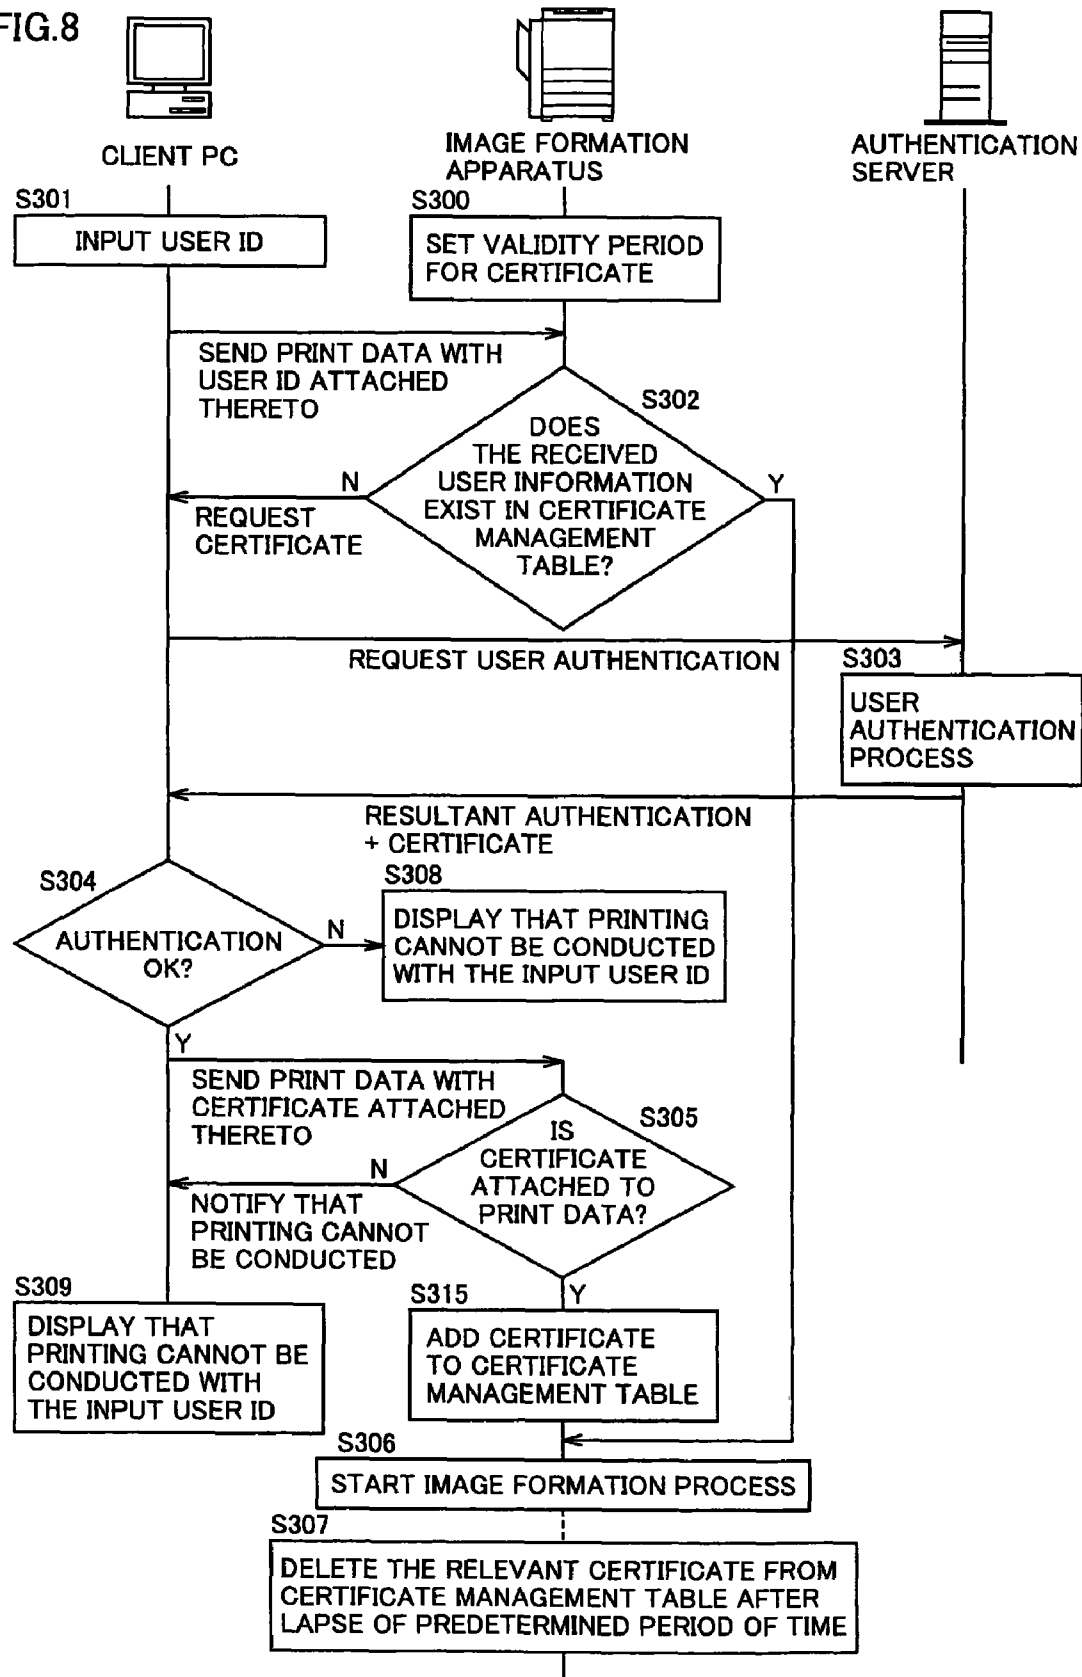 FIG.8
CLIENT PC
IMAGE FORMATION
APPARATUS
AUTHENTICATION
SERVER
S301
INPUT USER ID
S300
SET VALIDITY PERIOD
FOR CERTIFICATE
SEND PRINT DATA WITH
USER ID ATTACHED
THERETO
S302
DOES
THE RECEIVED
USER INFORMATION
EXIST IN CERTIFICATE
MANAGEMENT
TABLE?
N
Y
REQUEST
CERTIFICATE
REQUEST USER AUTHENTICATION
S303
USER
AUTHENTICATION
PROCESS
RESULTANT AUTHENTICATION
+ CERTIFICATE
S304
AUTHENTICATION
OK?
N
S308
DISPLAY THAT PRINTING
CANNOT BE CONDUCTED
WITH THE INPUT USER ID
Y
SEND PRINT DATA WITH
CERTIFICATE ATTACHED
THERETO
S305
IS
CERTIFICATE
ATTACHED TO
PRINT DATA?
N
NOTIFY THAT
PRINTING CANNOT
BE CONDUCTED
Y
S309
DISPLAY THAT
PRINTING CANNOT BE
CONDUCTED WITH
THE INPUT USER ID
S315
ADD CERTIFICATE
TO CERTIFICATE
MANAGEMENT TABLE
S306
START IMAGE FORMATION PROCESS
S307
DELETE THE RELEVANT CERTIFICATE FROM
CERTIFICATE MANAGEMENT TABLE AFTER
LAPSE OF PREDETERMINED PERIOD OF TIME